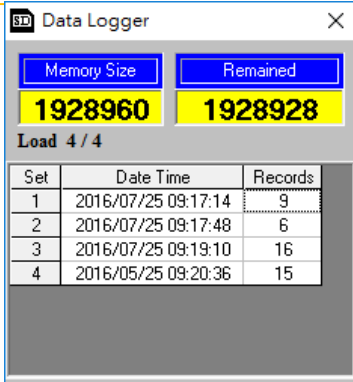 SD Data Logger
Memory Size Remained
1928960 1928928
Load 4 / 4
Set Date Time Records
1 2016/07/25 09:17:14 9
2 2016/07/25 09:17:48 6
3 2016/07/25 09:19:10 16
4 2016/05/25 09:20:36 15